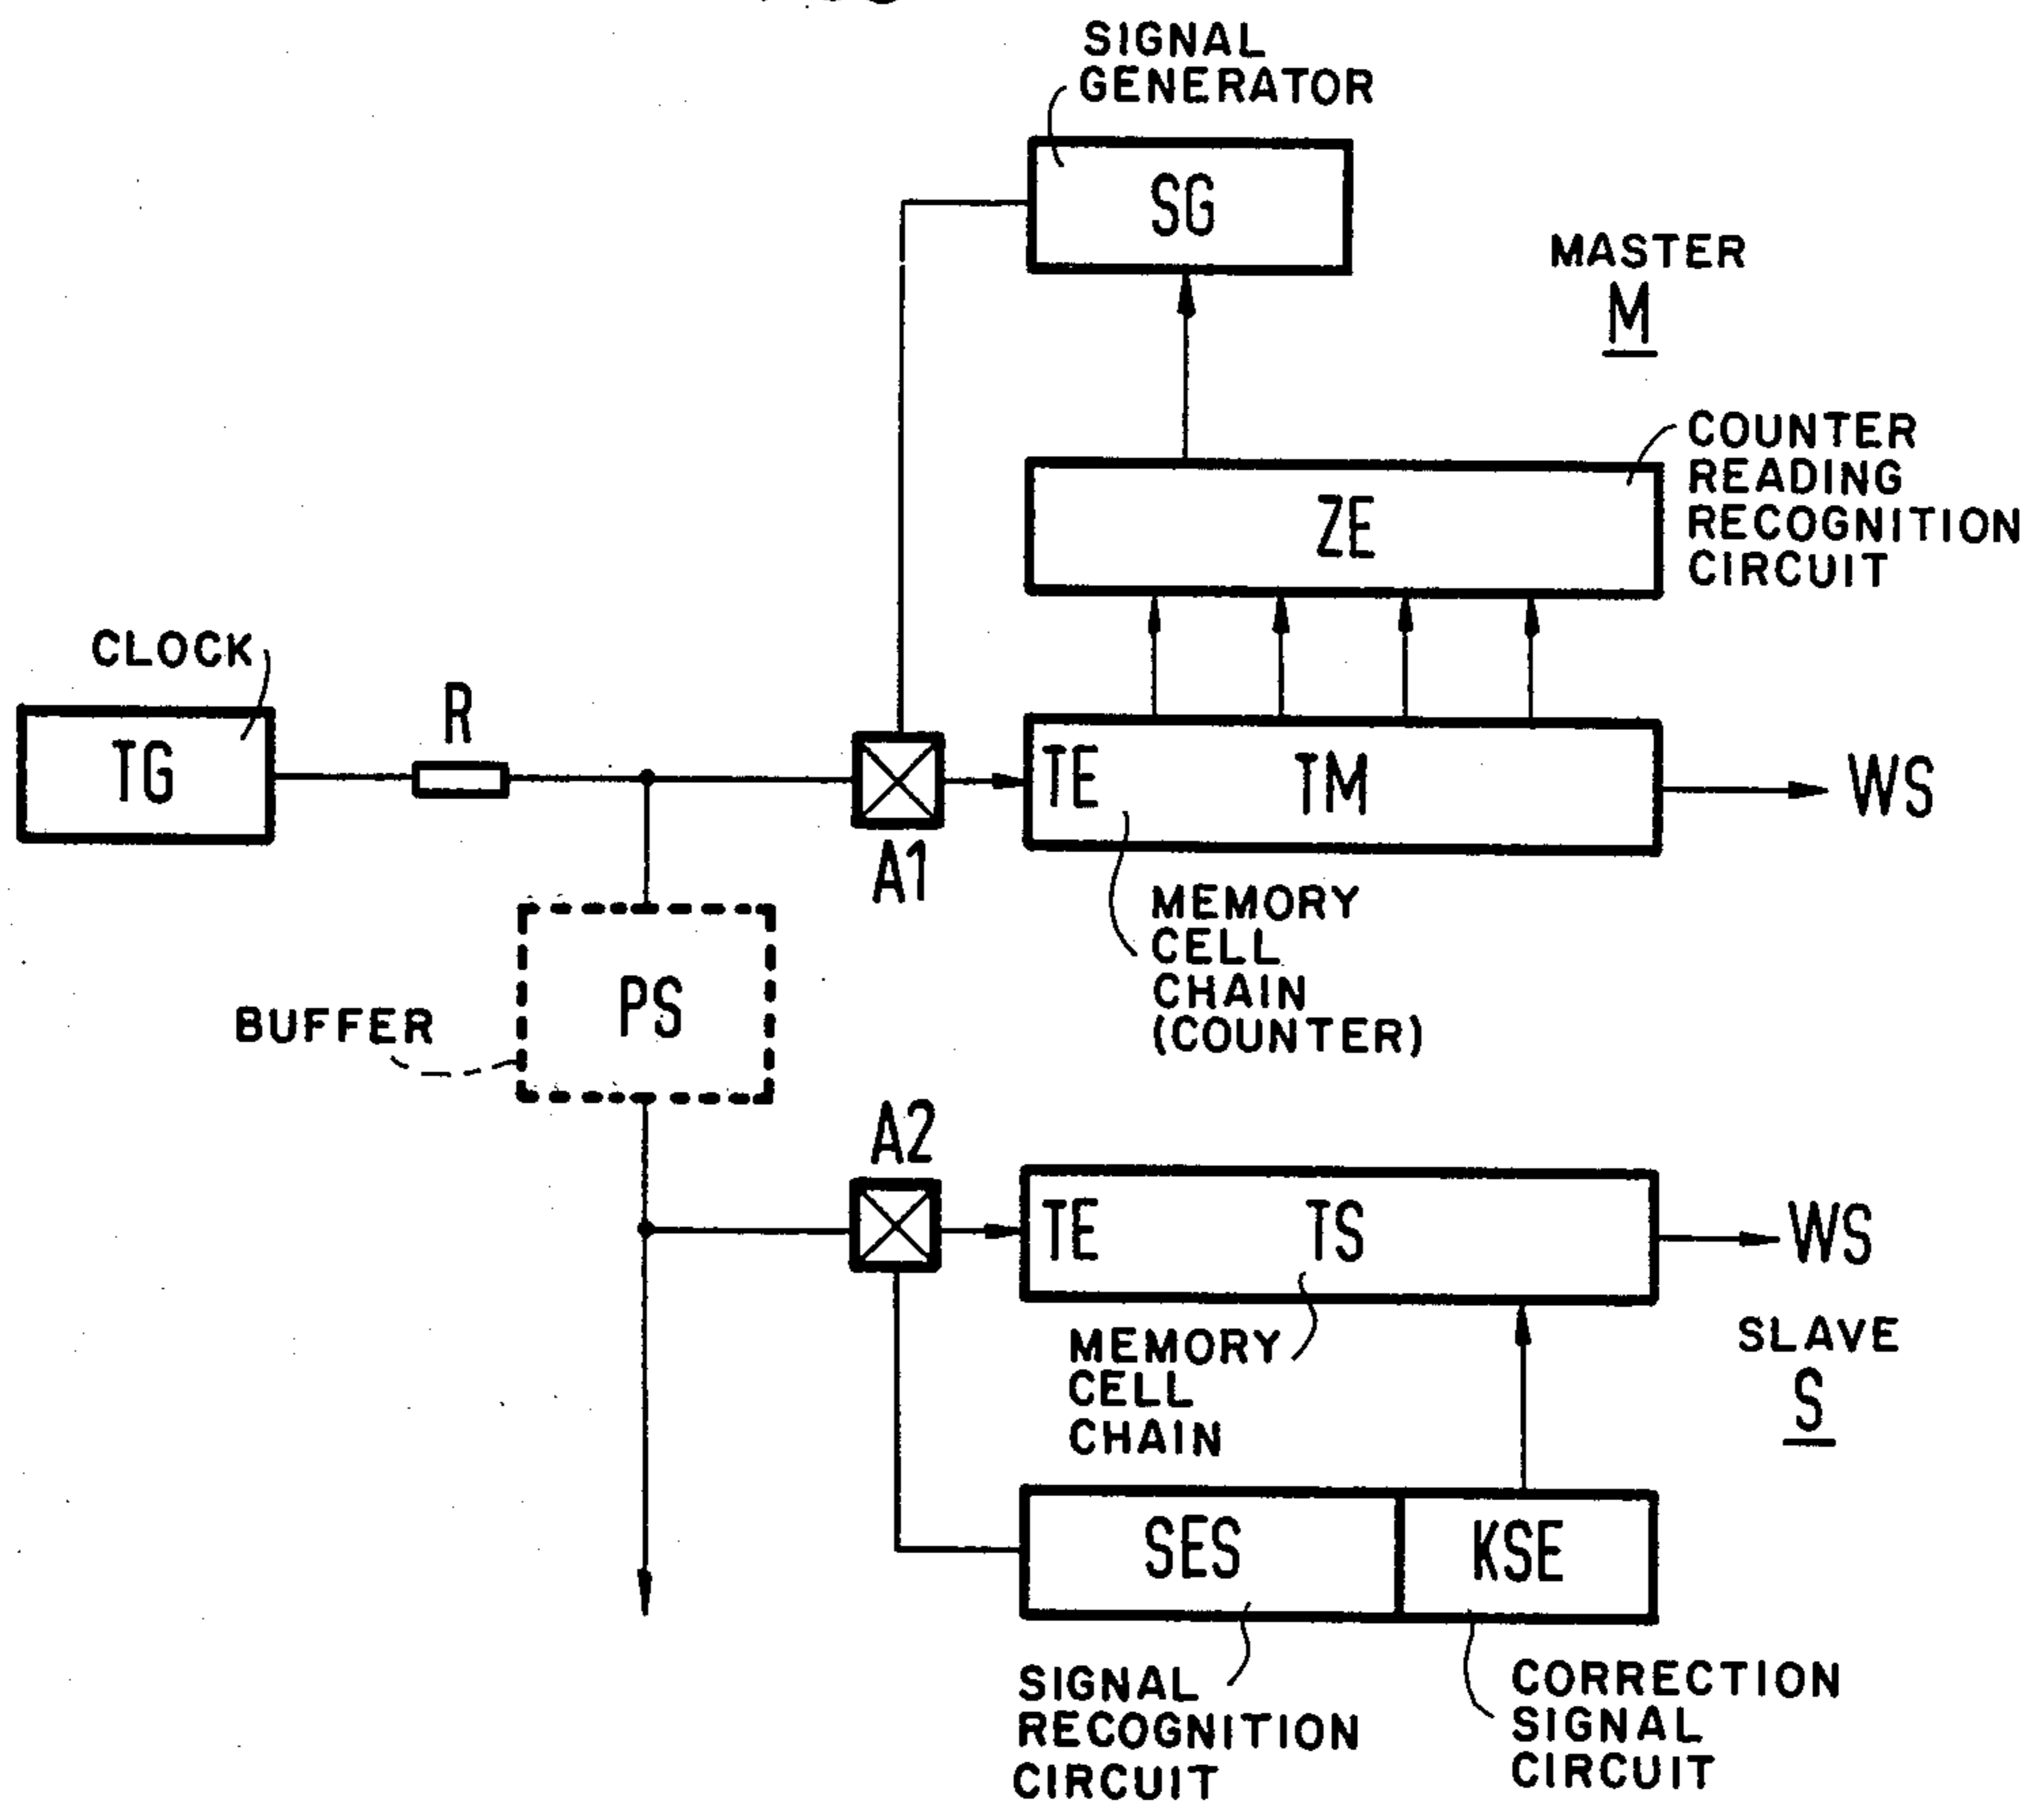 SIGNAL
GENERATOR
SG
MASTER
M
COUNTER
READING
RECOGNITION
CIRCUIT
ZE
CLOCK
TG
R
A1
TE
TM
WS
MEMORY
CELL
CHAIN
(COUNTER)
PS
BUFFER
A2
TE
TS
WS
SLAVE
S
MEMORY
CELL
CHAIN
SES
KSE
SIGNAL
RECOGNITION
CIRCUIT
CORRECTION
SIGNAL
CIRCUIT